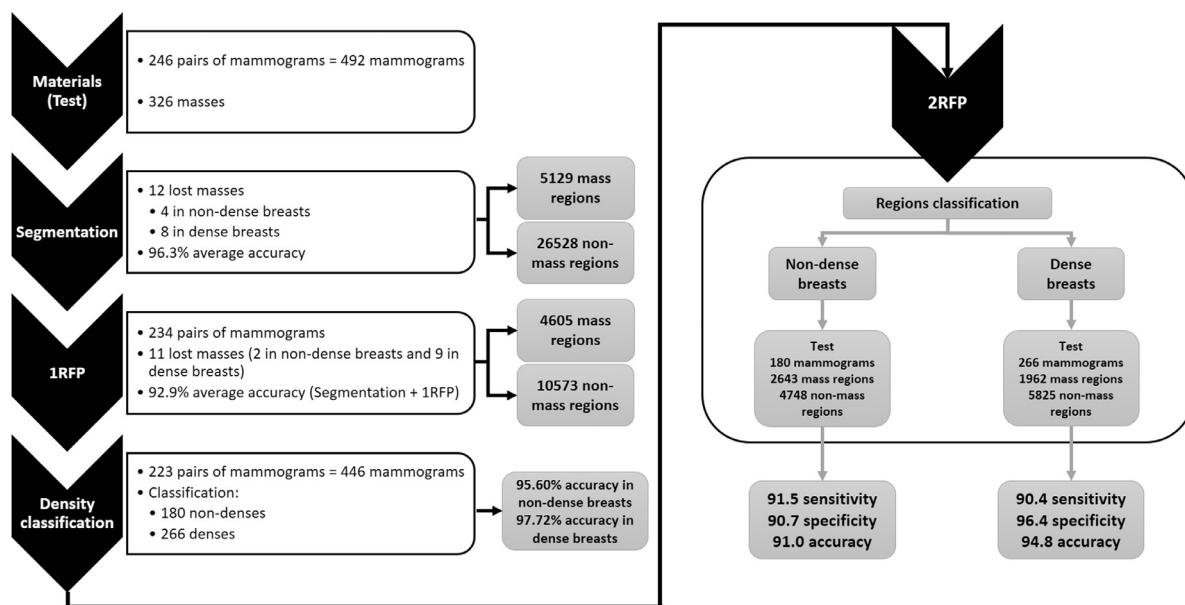 Materials
(Test)
• 246 pairs of mammograms = 492 mammograms
• 326 masses
Segmentation
• 12 lost masses
• 4 in non-dense breasts
• 8 in dense breasts
• 96.3% average accuracy
5129 mass
regions
26528 non-
mass regions
1RFP
• 234 pairs of mammograms
• 11 lost masses (2 in non-dense breasts and 9 in
dense breasts)
• 92.9% average accuracy (Segmentation + 1RFP)
4605 mass
regions
10573 non-
mass regions
Density
classification
• 223 pairs of mammograms = 446 mammograms
• Classification:
• 180 non-denses
• 266 denses
95.60% accuracy in
non-dense breasts
97.72% accuracy in
dense breasts
2RFP
Regions classification
Non-dense
breasts
Dense
breasts
Test
180 mammograms
2643 mass regions
4748 non-mass
regions
Test
266 mammograms
1962 mass regions
5825 non-mass
regions
91.5 sensitivity
90.7 specificity
91.0 accuracy
90.4 sensitivity
96.4 specificity
94.8 accuracy